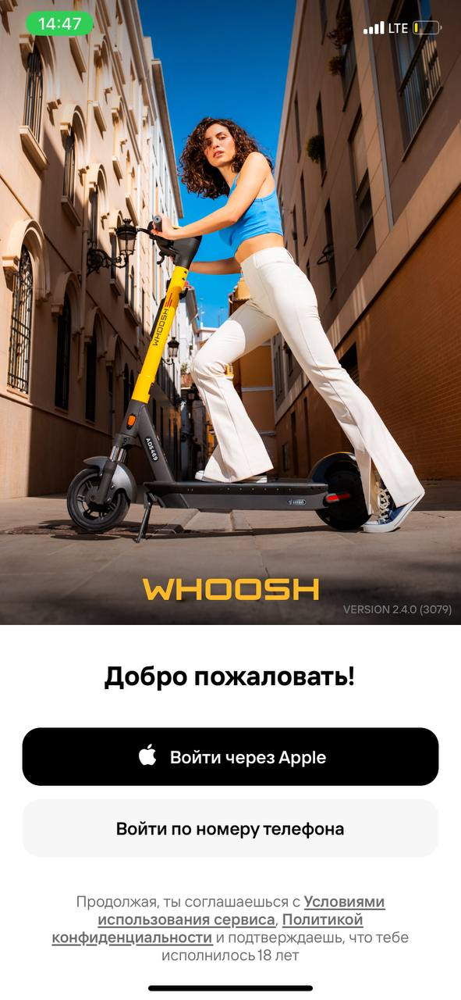 14:47
LTE
WHOOSH
AD5469
WHOOSH
VERSION 2.4.0 (3079)
Добро пожаловать!
Войти через Apple
Войти по номеру телефона
Продолжая, ты соглашаешься с Условиями
использования сервиса, Политикой
конфиденциальности и подтверждаешь, что тебе
исполнилось 18 лет